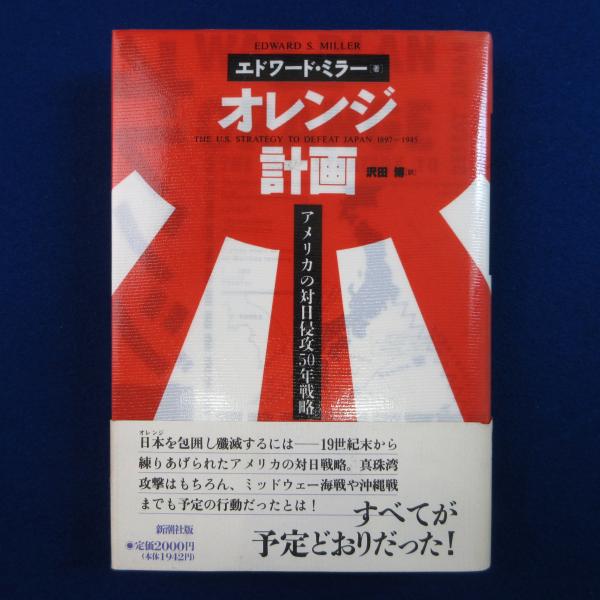 EDWARD S. MILLER
エドワード・ミラー[著]
オレンジ
THE U.S. STRATEGY TO DEFEAT JAPAN 1897-1945
計画
沢田 博[訳]
アメリカの対日侵攻50年戦略
オレンジ
日本を包囲し殲滅するには――19世紀末から
練りあげられたアメリカの対日戦略。真珠湾
攻撃はもちろん、ミッドウェー海戦や沖縄戦
までも予定の行動だったとは!
すべてが
予定どおりだった!
新潮社版
●定価2000円
(本体1942円)